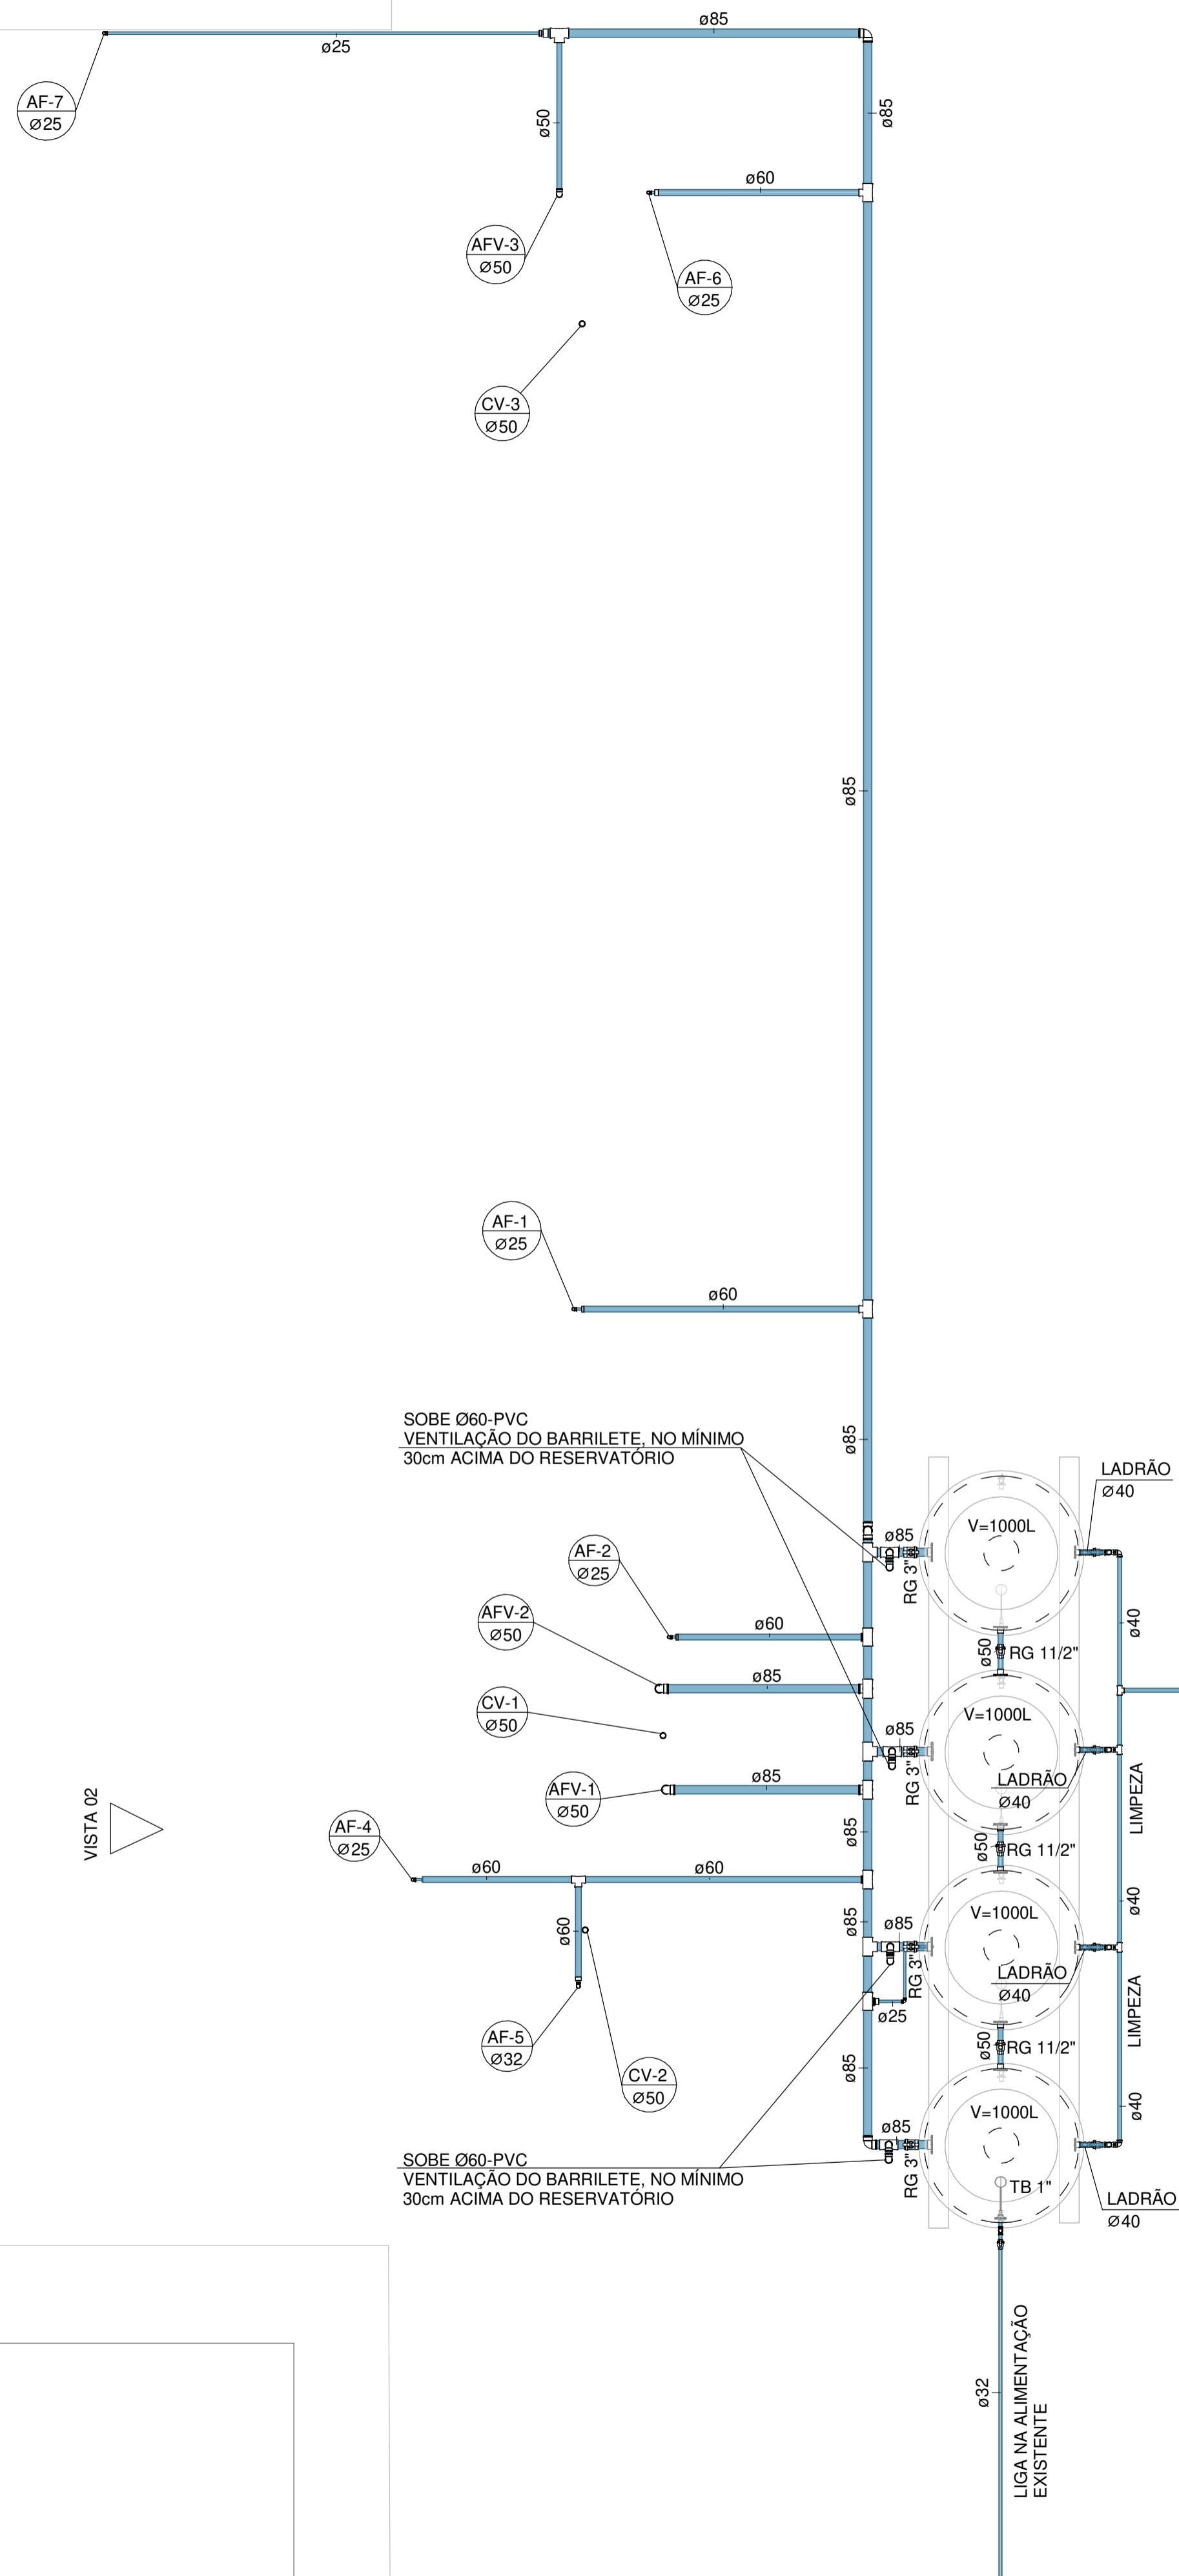 ø85
ø25
AF-7
Ø25
ø50
ø85
ø60
AFV-3
Ø50
AF-6
Ø25
CV-3
Ø50
ø85
AF-1
Ø25
ø60
SOBE Ø60-PVC
VENTILAÇÃO DO BARRILETE, NO MÍNIMO
30cm ACIMA DO RESERVATÓRIO
ø85
LADRÃO
Ø40
V=1000L
ø85
RG 3"
AF-2
Ø25
AFV-2
Ø50
ø60
ø40
ø50
RG 11/2"
ø85
CV-1
Ø50
V=1000L
ø85
RG 3"
LADRÃO
Ø40
LIMPEZA
AFV-1
Ø50
ø85
VISTA 02
AF-4
Ø25
ø85
ø50
RG 11/2"
ø60
ø60
ø60
ø85
ø85
V=1000L
ø40
RG 3"
LADRÃO
Ø40
LIMPEZA
ø25
AF-5
Ø32
CV-2
Ø50
ø85
ø50
RG 11/2"
ø85
V=1000L
ø40
SOBE Ø60-PVC
VENTILAÇÃO DO BARRILETE, NO MÍNIMO
30cm ACIMA DO RESERVATÓRIO
RG 3"
TB 1"
LADRÃO
Ø40
ø32
LIGA NA ALIMENTAÇÃO
EXISTENTE